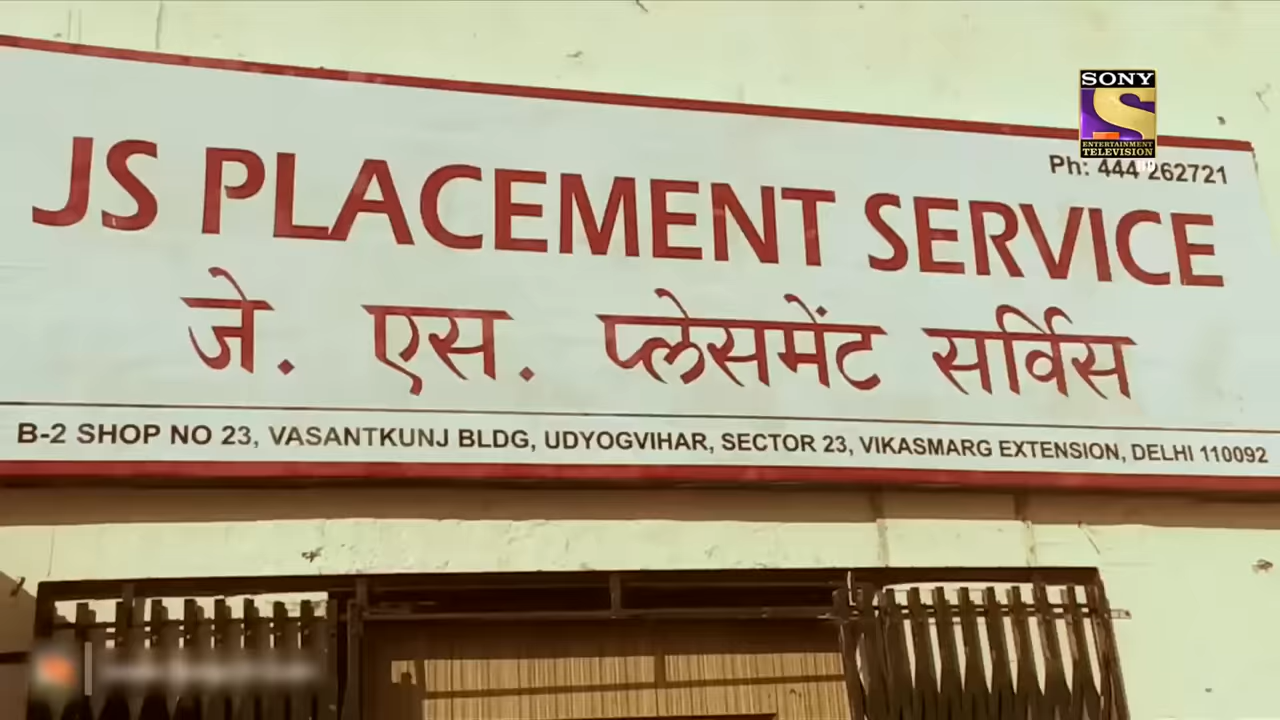 SONY
ENTERTAINMENT
TELEVISION
HD
Ph: 444 262721
JS PLACEMENT SERVICE
जे. एस. प्लेसमेंट सर्विस
B-2 SHOP NO 23, VASANTKUNJ BLDG, UDYOGVIHAR, SECTOR 23, VIKASMARG EXTENSION, DELHI 110092